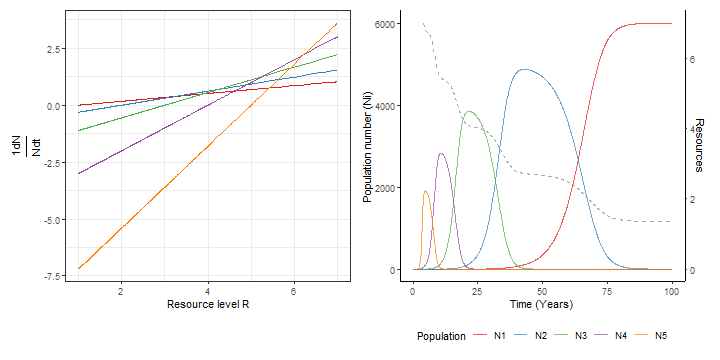 2.5
0.0
-2.5
-5.0
-7.5
1dN
Ndt
2 4 6
Resource level R
6000
4000
2000
0
Population number (Ni)
6
4
2
0
Resources
0 25 50 75 100
Time (Years)
Population N1 N2 N3 N4 N5